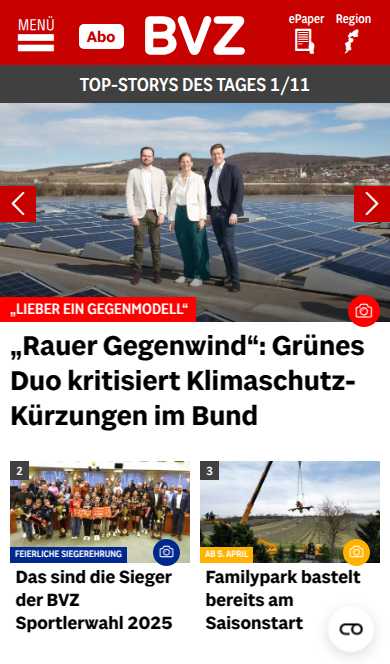 MENÜ
Abo
BVZ
ePaper
Region
TOP-STORYS DES TAGES 1/11
„LIEBER EIN GEGENMODELL“
„Rauer Gegenwind“: Grünes
Duo kritisiert Klimaschutz-
Kürzungen im Bund
2
FEIERLICHE SIEGEREHRUNG
Das sind die Sieger
der BVZ
Sportlerwahl 2025
3
AB 5. APRIL
Familypark bastelt
bereits am
Saisonstart